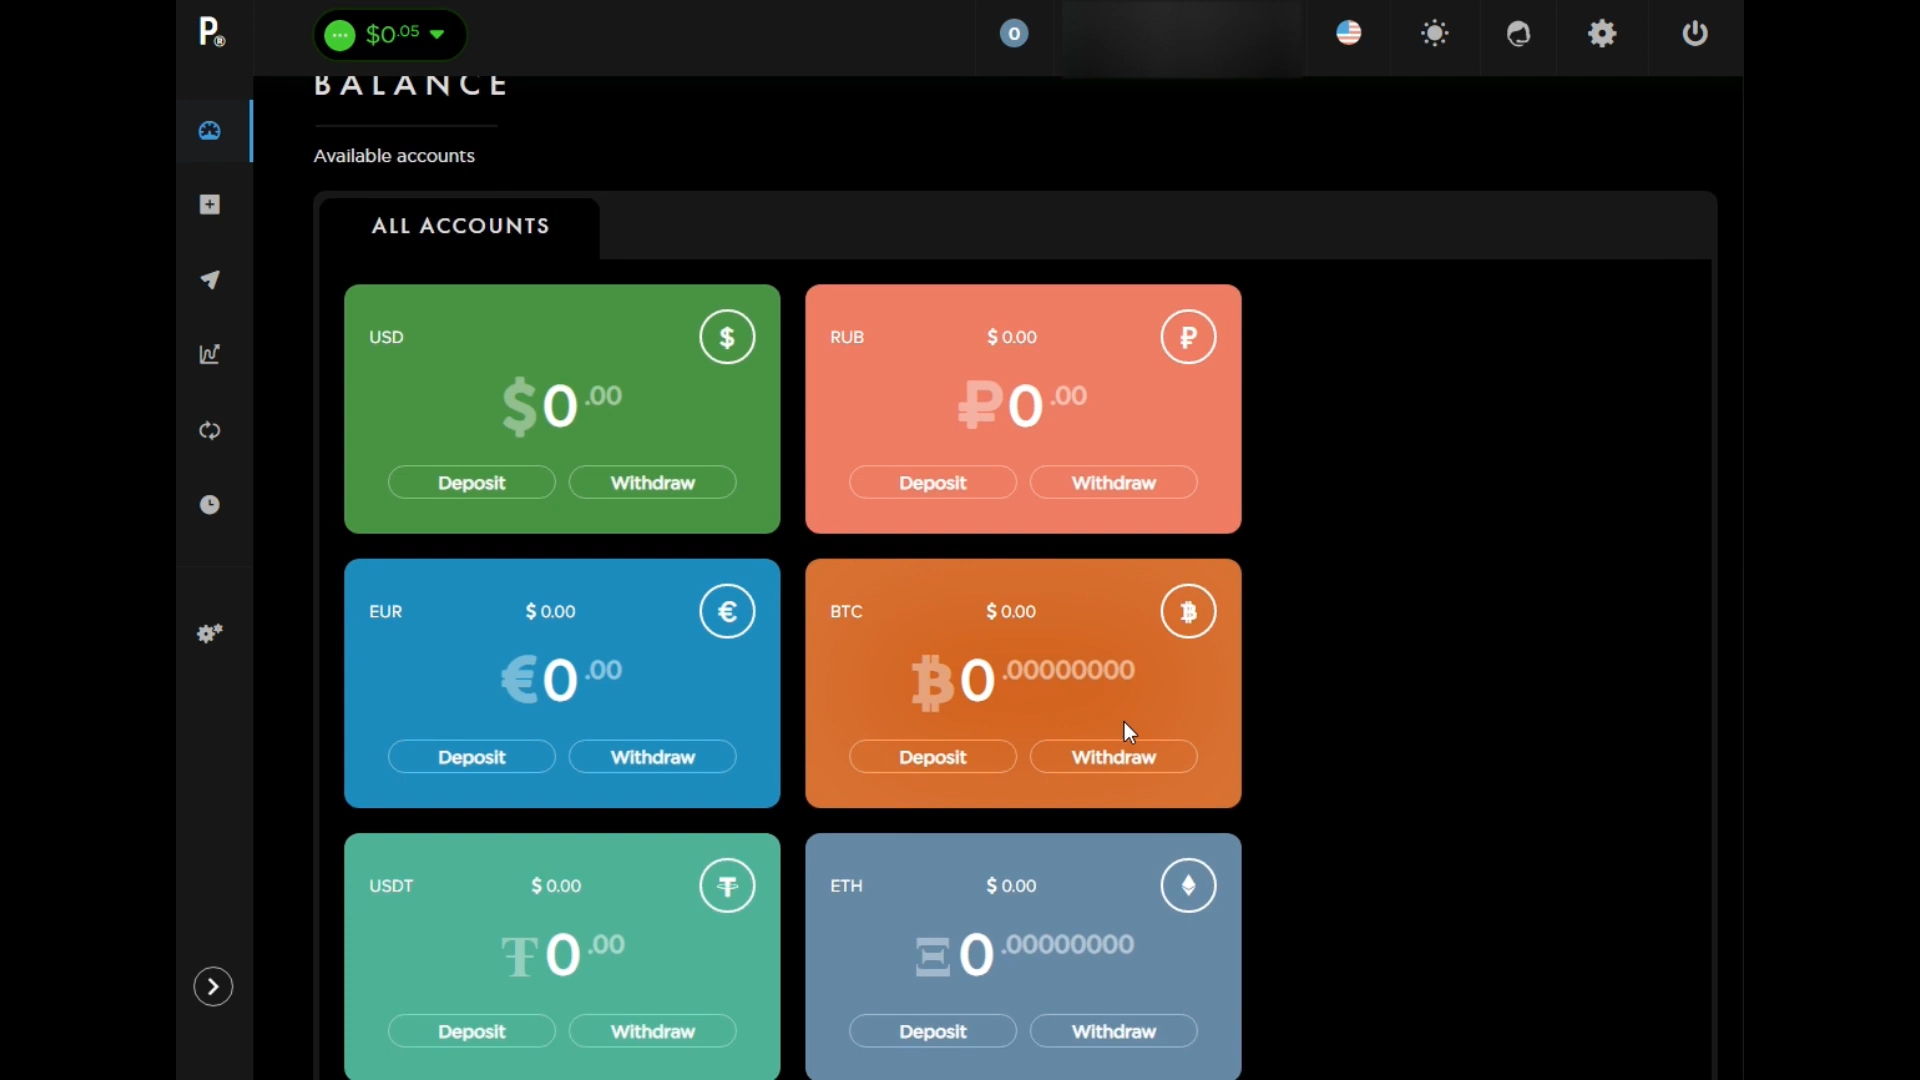 P®
$0.05
0
BALANCE
Available accounts
ALL ACCOUNTS
USD
$
$0.00
Deposit
Withdraw
RUB
$ 0.00
₽
₽0.00
Deposit
Withdraw
EUR
$ 0.00
€
€0.00
Deposit
Withdraw
BTC
$ 0.00
₿
₿0.00000000
Deposit
Withdraw
USDT
$ 0.00
₮
₮0.00
Deposit
Withdraw
ETH
$ 0.00
Ξ0.00000000
Deposit
Withdraw